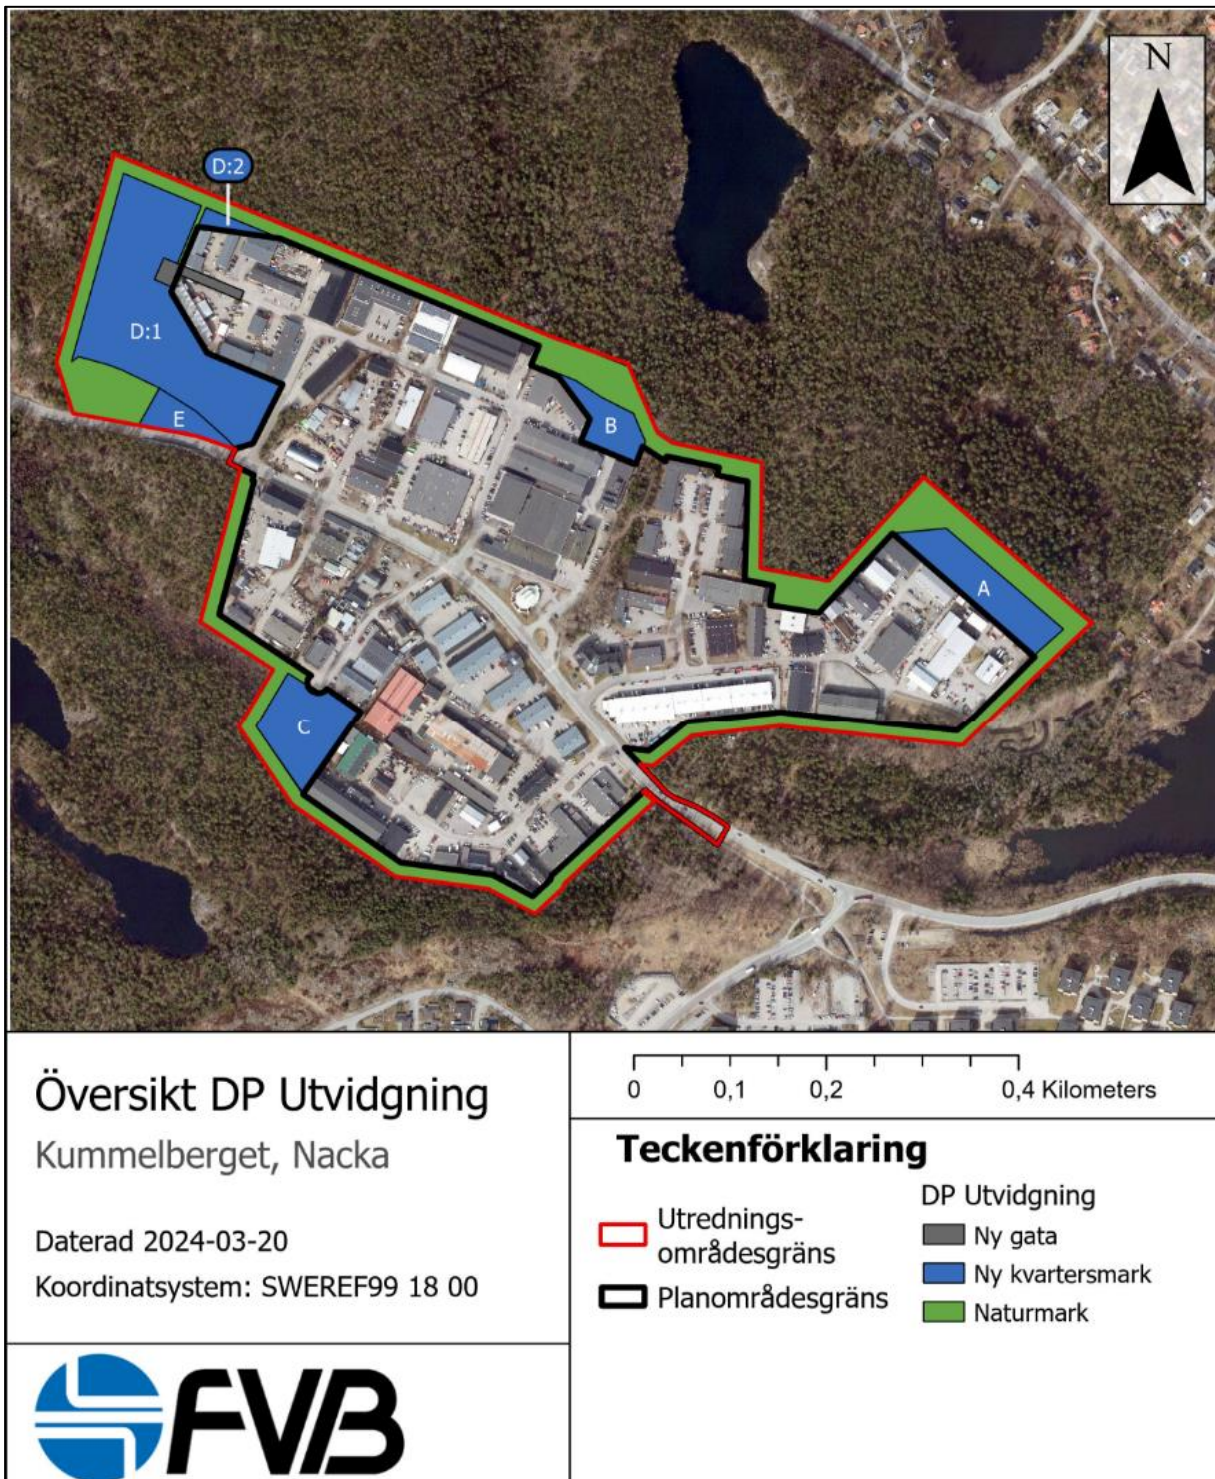 N
D:2
D:1
E
B
A
C
Översikt DP Utvidgning
Kummelberget, Nacka
Daterad 2024-03-20
Koordinatsystem: SWEREF99 18 00
0 0,1 0,2 0,4 Kilometers
Teckenförklaring
Utrednings-
områdesgräns
Planområdesgräns
DP Utvidgning
Ny gata
Ny kvartersmark
Naturmark
FVB